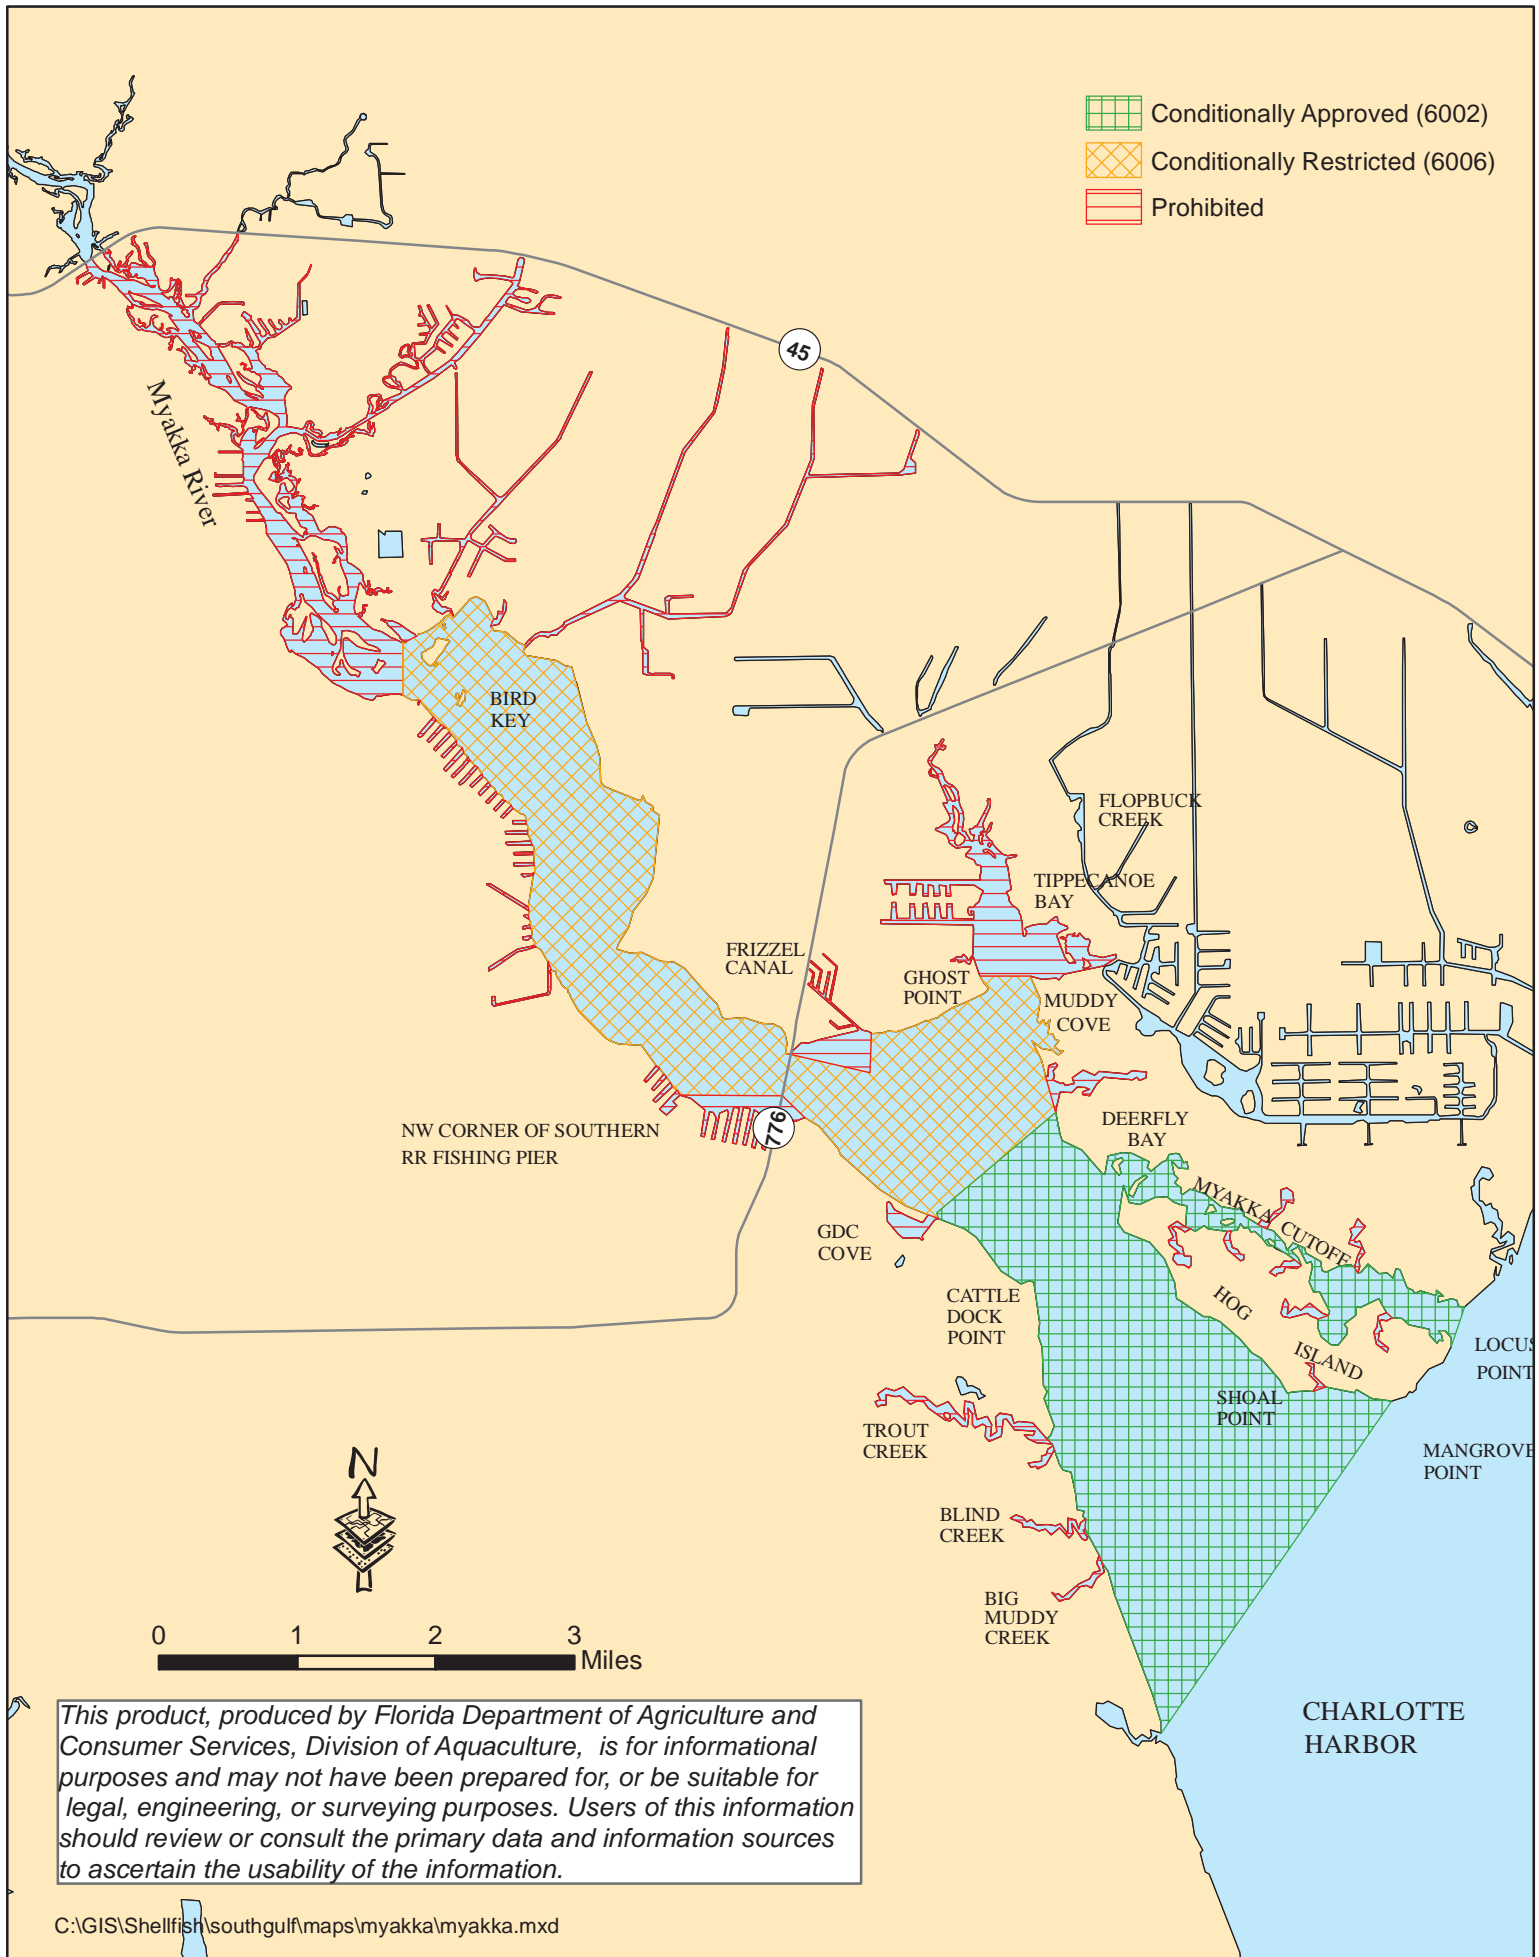 Conditionally Approved (6002)
Conditionally Restricted (6006)
Prohibited
45
Myakka River
BIRD
KEY
FLOPBUCK
CREEK
TIPPECANOE
BAY
FRIZZEL
CANAL
GHOST
POINT
MUDDY
COVE
776
NW CORNER OF SOUTHERN
RR FISHING PIER
DEERFLY
BAY
MYAKKA CUTOFF
GDC
COVE
HOG
ISLAND
CATTLE
DOCK
POINT
LOCUS
POINT
SHOAL
POINT
TROUT
CREEK
MANGROVE
POINT
N
BLIND
CREEK
BIG
MUDDY
CREEK
0 1 2 3
Miles
CHARLOTTE
HARBOR
This product, produced by Florida Department of Agriculture and
Consumer Services, Division of Aquaculture, is for informational
purposes and may not have been prepared for, or be suitable for
legal, engineering, or surveying purposes. Users of this information
should review or consult the primary data and information sources
to ascertain the usability of the information.
C:\GIS\Shellfish\southgulf\maps\myakka\myakka.mxd